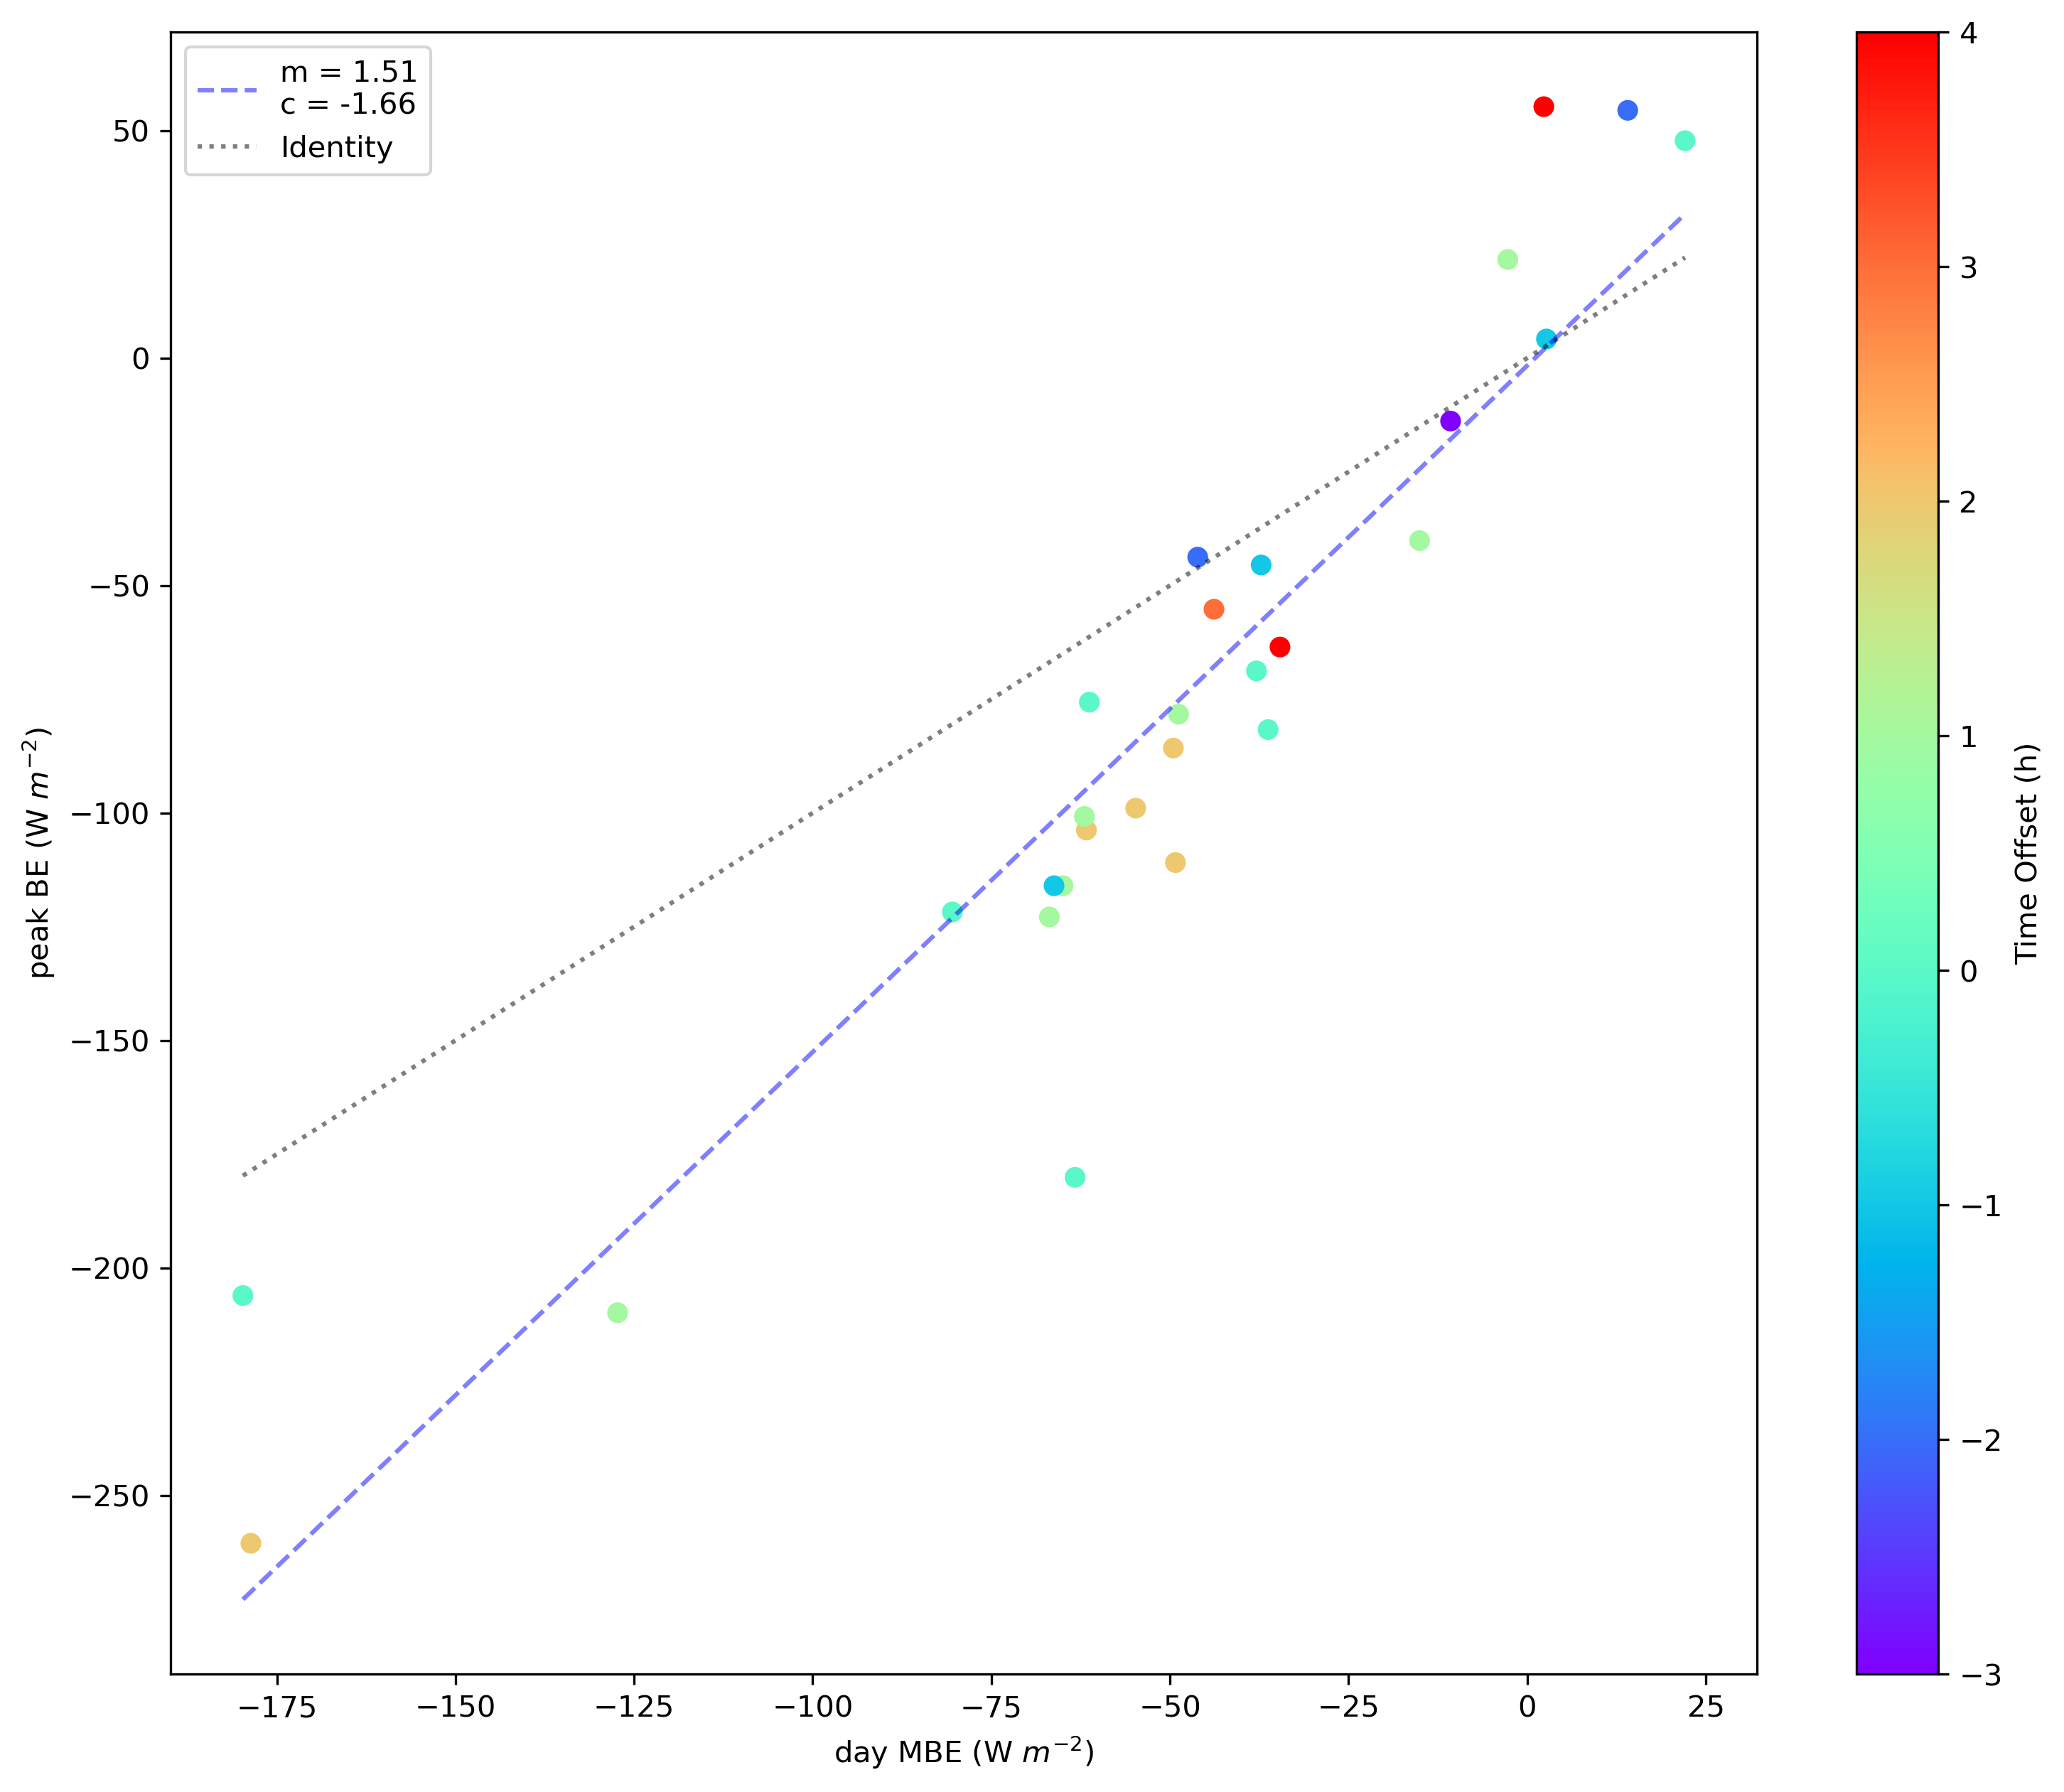 m = 1.51
c = -1.66
Identity
50
0
−50
−100
−150
−200
−250
peak BE (W m⁻²)
−175 −150 −125 −100 −75 −50 −25 0 25
day MBE (W m⁻²)
4
3
2
1
0
−1
−2
−3
Time Offset (h)